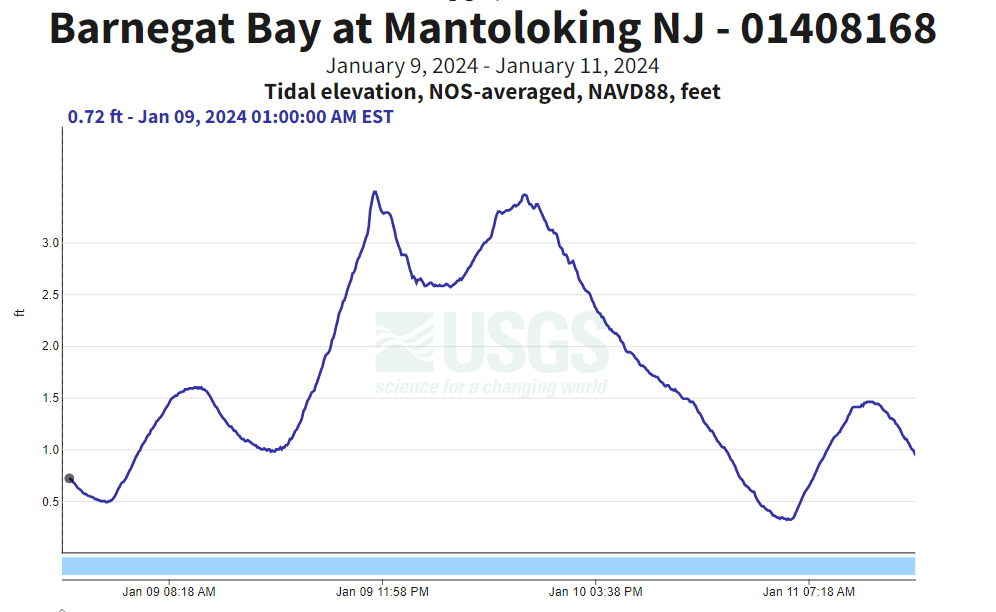 Barnegat Bay at Mantoloking NJ - 01408168
January 9, 2024 - January 11, 2024
Tidal elevation, NOS-averaged, NAVD88, feet
0.72 ft - Jan 09, 2024 01:00:00 AM EST
3.0
2.5
ft
2.0
USGS
science for a changing world
1.5
1.0
0.5
Jan 09 08:18 AM
Jan 09 11:58 PM
Jan 10 03:38 PM
Jan 11 07:18 AM